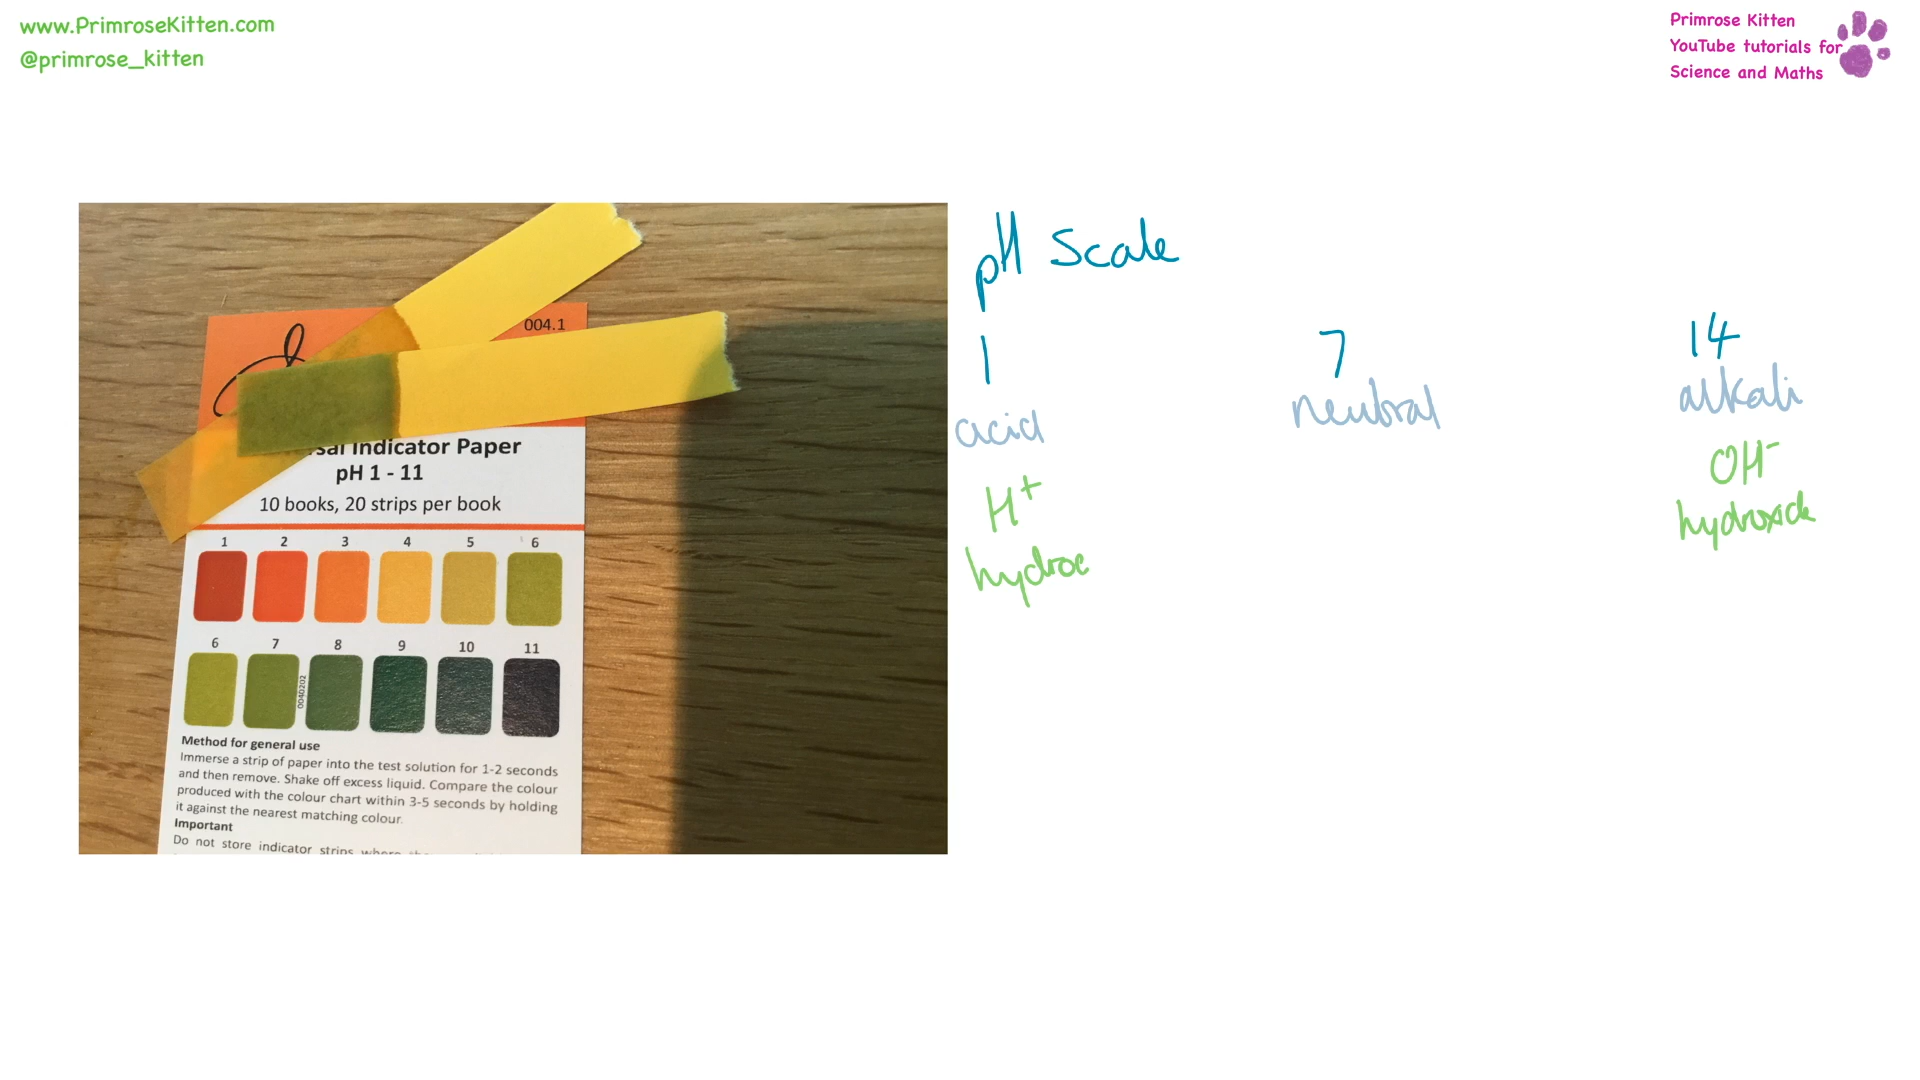 www.PrimroseKitten.com
@primrose_kitten
Primrose Kitten
YouTube tutorials for
Science and Maths
004.1
Indicator Paper
pH 1 - 11
10 books, 20 strips per book
1 2 3 4 5 6
6 7 8 9 10 11
0040202
Method for general use
Immerse a strip of paper into the test solution for 1-2 seconds
and then remove. Shake off excess liquid. Compare the colour
produced with the colour chart within 3-5 seconds by holding
it against the nearest matching colour.
Important
Do not store indicator strips where
pH Scale
1 7 14
acid neutral alkali
H+ OH-
hydroxide
hydroc